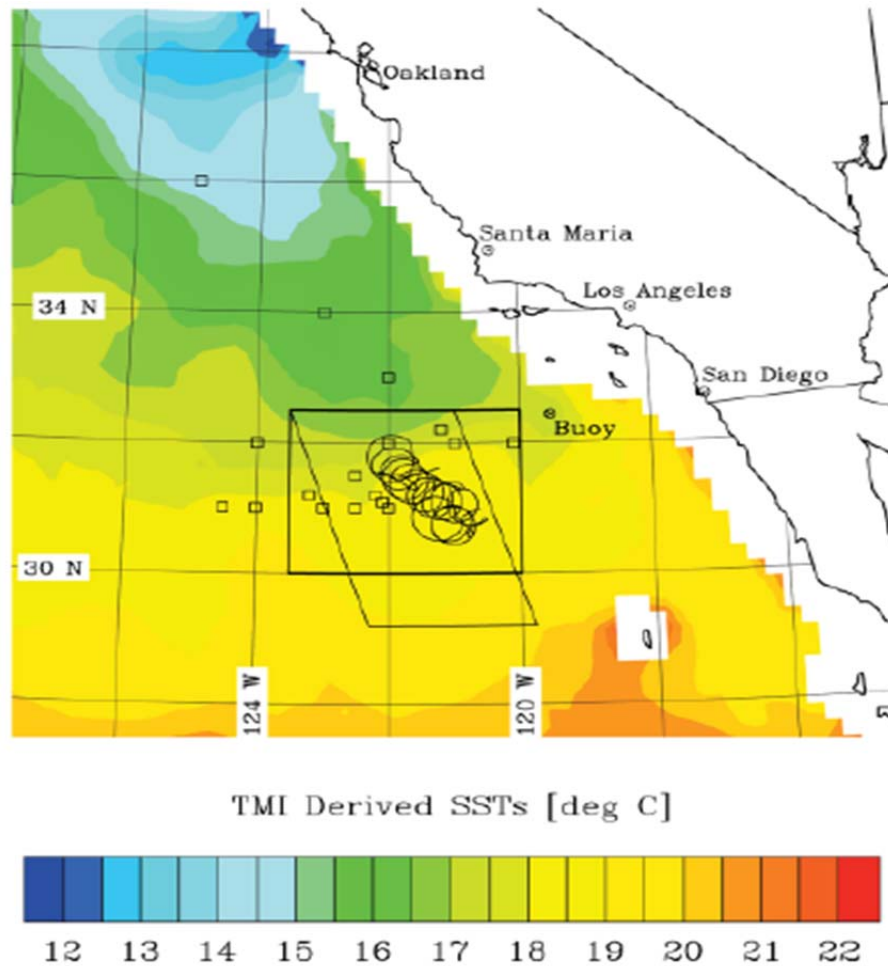 Oakland
Santa Maria
Los Angeles
34 N
San Diego
Buoy
30 N
124 W
120 W
TMI Derived SSTs [deg C]
12 13 14 15 16 17 18 19 20 21 22